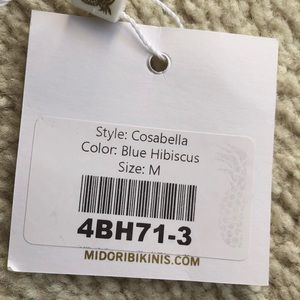 Style: Cosabella
Color: Blue Hibiscus
Size: M
4BH71-3
MIDORIBIKINIS.COM